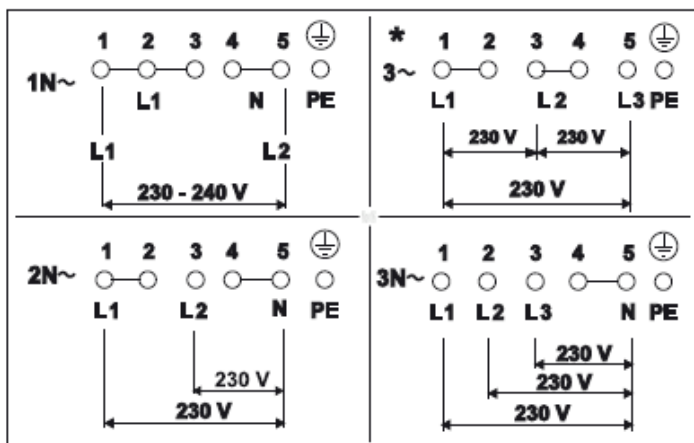 1 2 3 4 5
1N~
L1 N PE
L1 L2
230 - 240 V
* 1 2 3 4 5
3~
L1 L2 L3 PE
230 V 230 V
230 V
1 2 3 4 5
2N~
L1 L2 N PE
230 V
230 V
1 2 3 4 5
3N~
L1 L2 L3 N PE
230 V
230 V
230 V